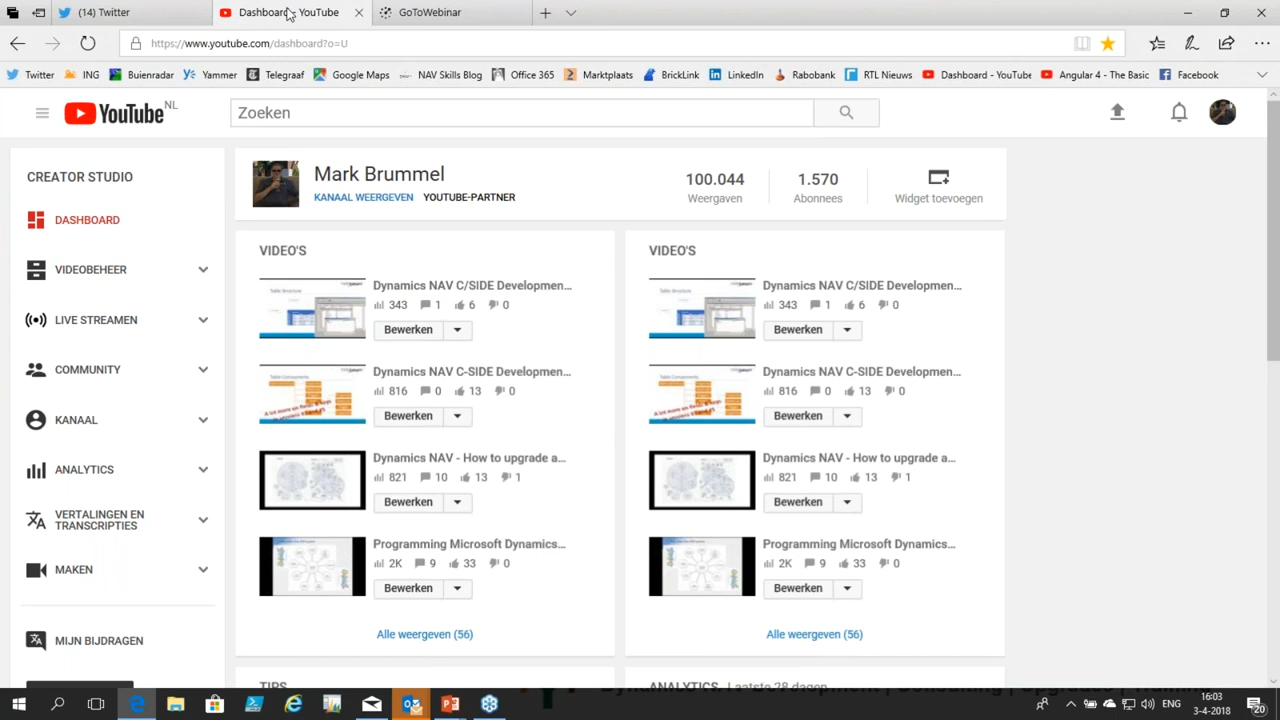 (14) Twitter
Dashboard - YouTube
GoToWebinar
https://www.youtube.com/dashboard?o=U
Twitter
ING
Buienradar
Yammer
Telegraaf
Google Maps
NAV Skills Blog
Office 365
Marktplaats
BrickLink
LinkedIn
Rabobank
RTL Nieuws
Dashboard - YouTube
Angular 4 - The Basic
Facebook
YouTube NL
Zoeken
CREATOR STUDIO
DASHBOARD
VIDEOBEHEER
LIVE STREAMEN
COMMUNITY
KANAAL
ANALYTICS
VERTALINGEN EN
TRANSCRIPTIES
MAKEN
MIJN BIJDRAGEN
Mark Brummel
KANAAL WEERGEVEN YOUTUBE-PARTNER
100.044
Weergaven
1.570
Abonnees
Widget toevoegen
VIDEO'S
Dynamics NAV C/SIDE Developmen...
343 1 6 0
Bewerken
Dynamics NAV C-SIDE Developmen...
816 0 13 0
Bewerken
Dynamics NAV - How to upgrade a...
821 10 13 1
Bewerken
Programming Microsoft Dynamics...
2K 9 33 0
Bewerken
Alle weergeven (56)
VIDEO'S
Dynamics NAV C/SIDE Developmen...
343 1 6 0
Bewerken
Dynamics NAV C-SIDE Developmen...
816 0 13 0
Bewerken
Dynamics NAV - How to upgrade a...
821 10 13 1
Bewerken
Programming Microsoft Dynamics...
2K 9 33 0
Bewerken
Alle weergeven (56)
TIPS
ANALYTICS Laatste 28 dagen
ENG
16:03
3-4-2018
20